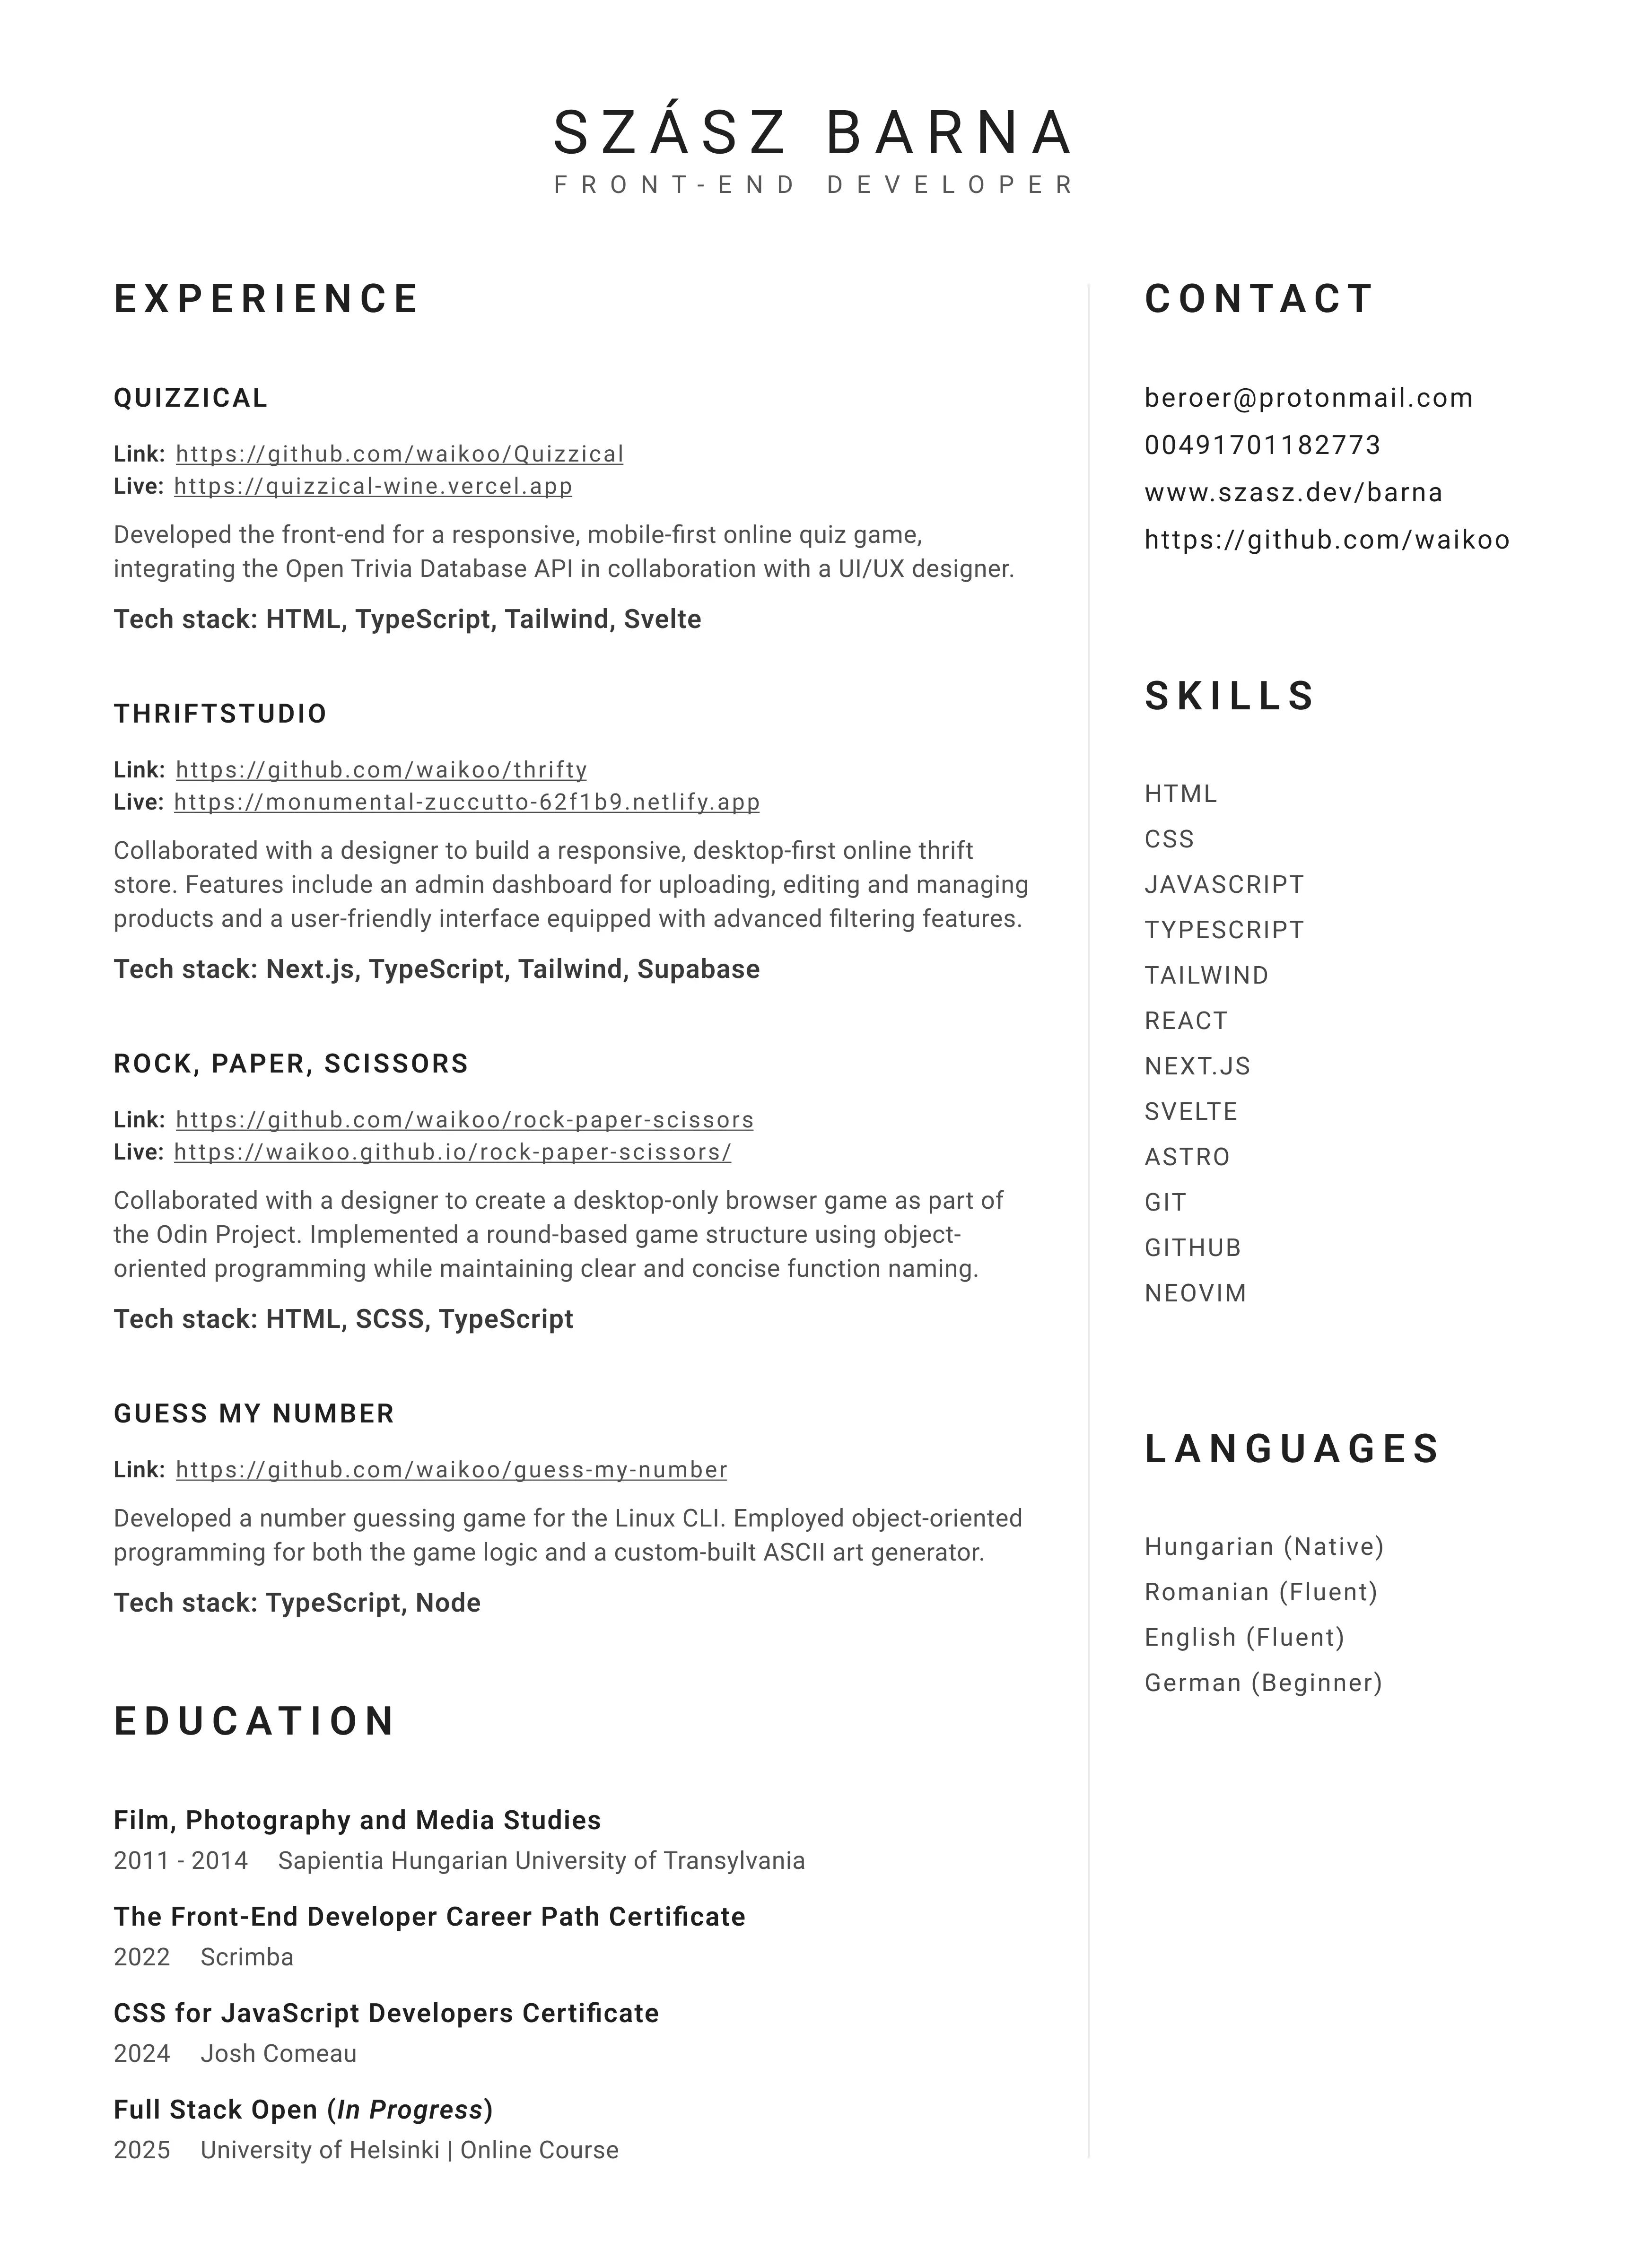 SZÁSZ BARNA
FRONT-END DEVELOPER
EXPERIENCE
QUIZZICAL
Link: https://github.com/waikoo/Quizzical
Live: https://quizzical-wine.vercel.app
Developed the front-end for a responsive, mobile-first online quiz game,
integrating the Open Trivia Database API in collaboration with a UI/UX designer.
Tech stack: HTML, TypeScript, Tailwind, Svelte
THRIFTSTUDIO
Link: https://github.com/waikoo/thrifty
Live: https://monumental-zuccutto-62f1b9.netlify.app
Collaborated with a designer to build a responsive, desktop-first online thrift
store. Features include an admin dashboard for uploading, editing and managing
products and a user-friendly interface equipped with advanced filtering features.
Tech stack: Next.js, TypeScript, Tailwind, Supabase
ROCK, PAPER, SCISSORS
Link: https://github.com/waikoo/rock-paper-scissors
Live: https://waikoo.github.io/rock-paper-scissors/
Collaborated with a designer to create a desktop-only browser game as part of
the Odin Project. Implemented a round-based game structure using object-
oriented programming while maintaining clear and concise function naming.
Tech stack: HTML, SCSS, TypeScript
GUESS MY NUMBER
Link: https://github.com/waikoo/guess-my-number
Developed a number guessing game for the Linux CLI. Employed object-oriented
programming for both the game logic and a custom-built ASCII art generator.
Tech stack: TypeScript, Node
EDUCATION
Film, Photography and Media Studies
2011 - 2014 Sapientia Hungarian University of Transylvania
The Front-End Developer Career Path Certificate
2022 Scrimba
CSS for JavaScript Developers Certificate
2024 Josh Comeau
Full Stack Open (In Progress)
2025 University of Helsinki | Online Course
CONTACT
beroer@protonmail.com
00491701182773
www.szasz.dev/barna
https://github.com/waikoo
SKILLS
HTML
CSS
JAVASCRIPT
TYPESCRIPT
TAILWIND
REACT
NEXT.JS
SVELTE
ASTRO
GIT
GITHUB
NEOVIM
LANGUAGES
Hungarian (Native)
Romanian (Fluent)
English (Fluent)
German (Beginner)